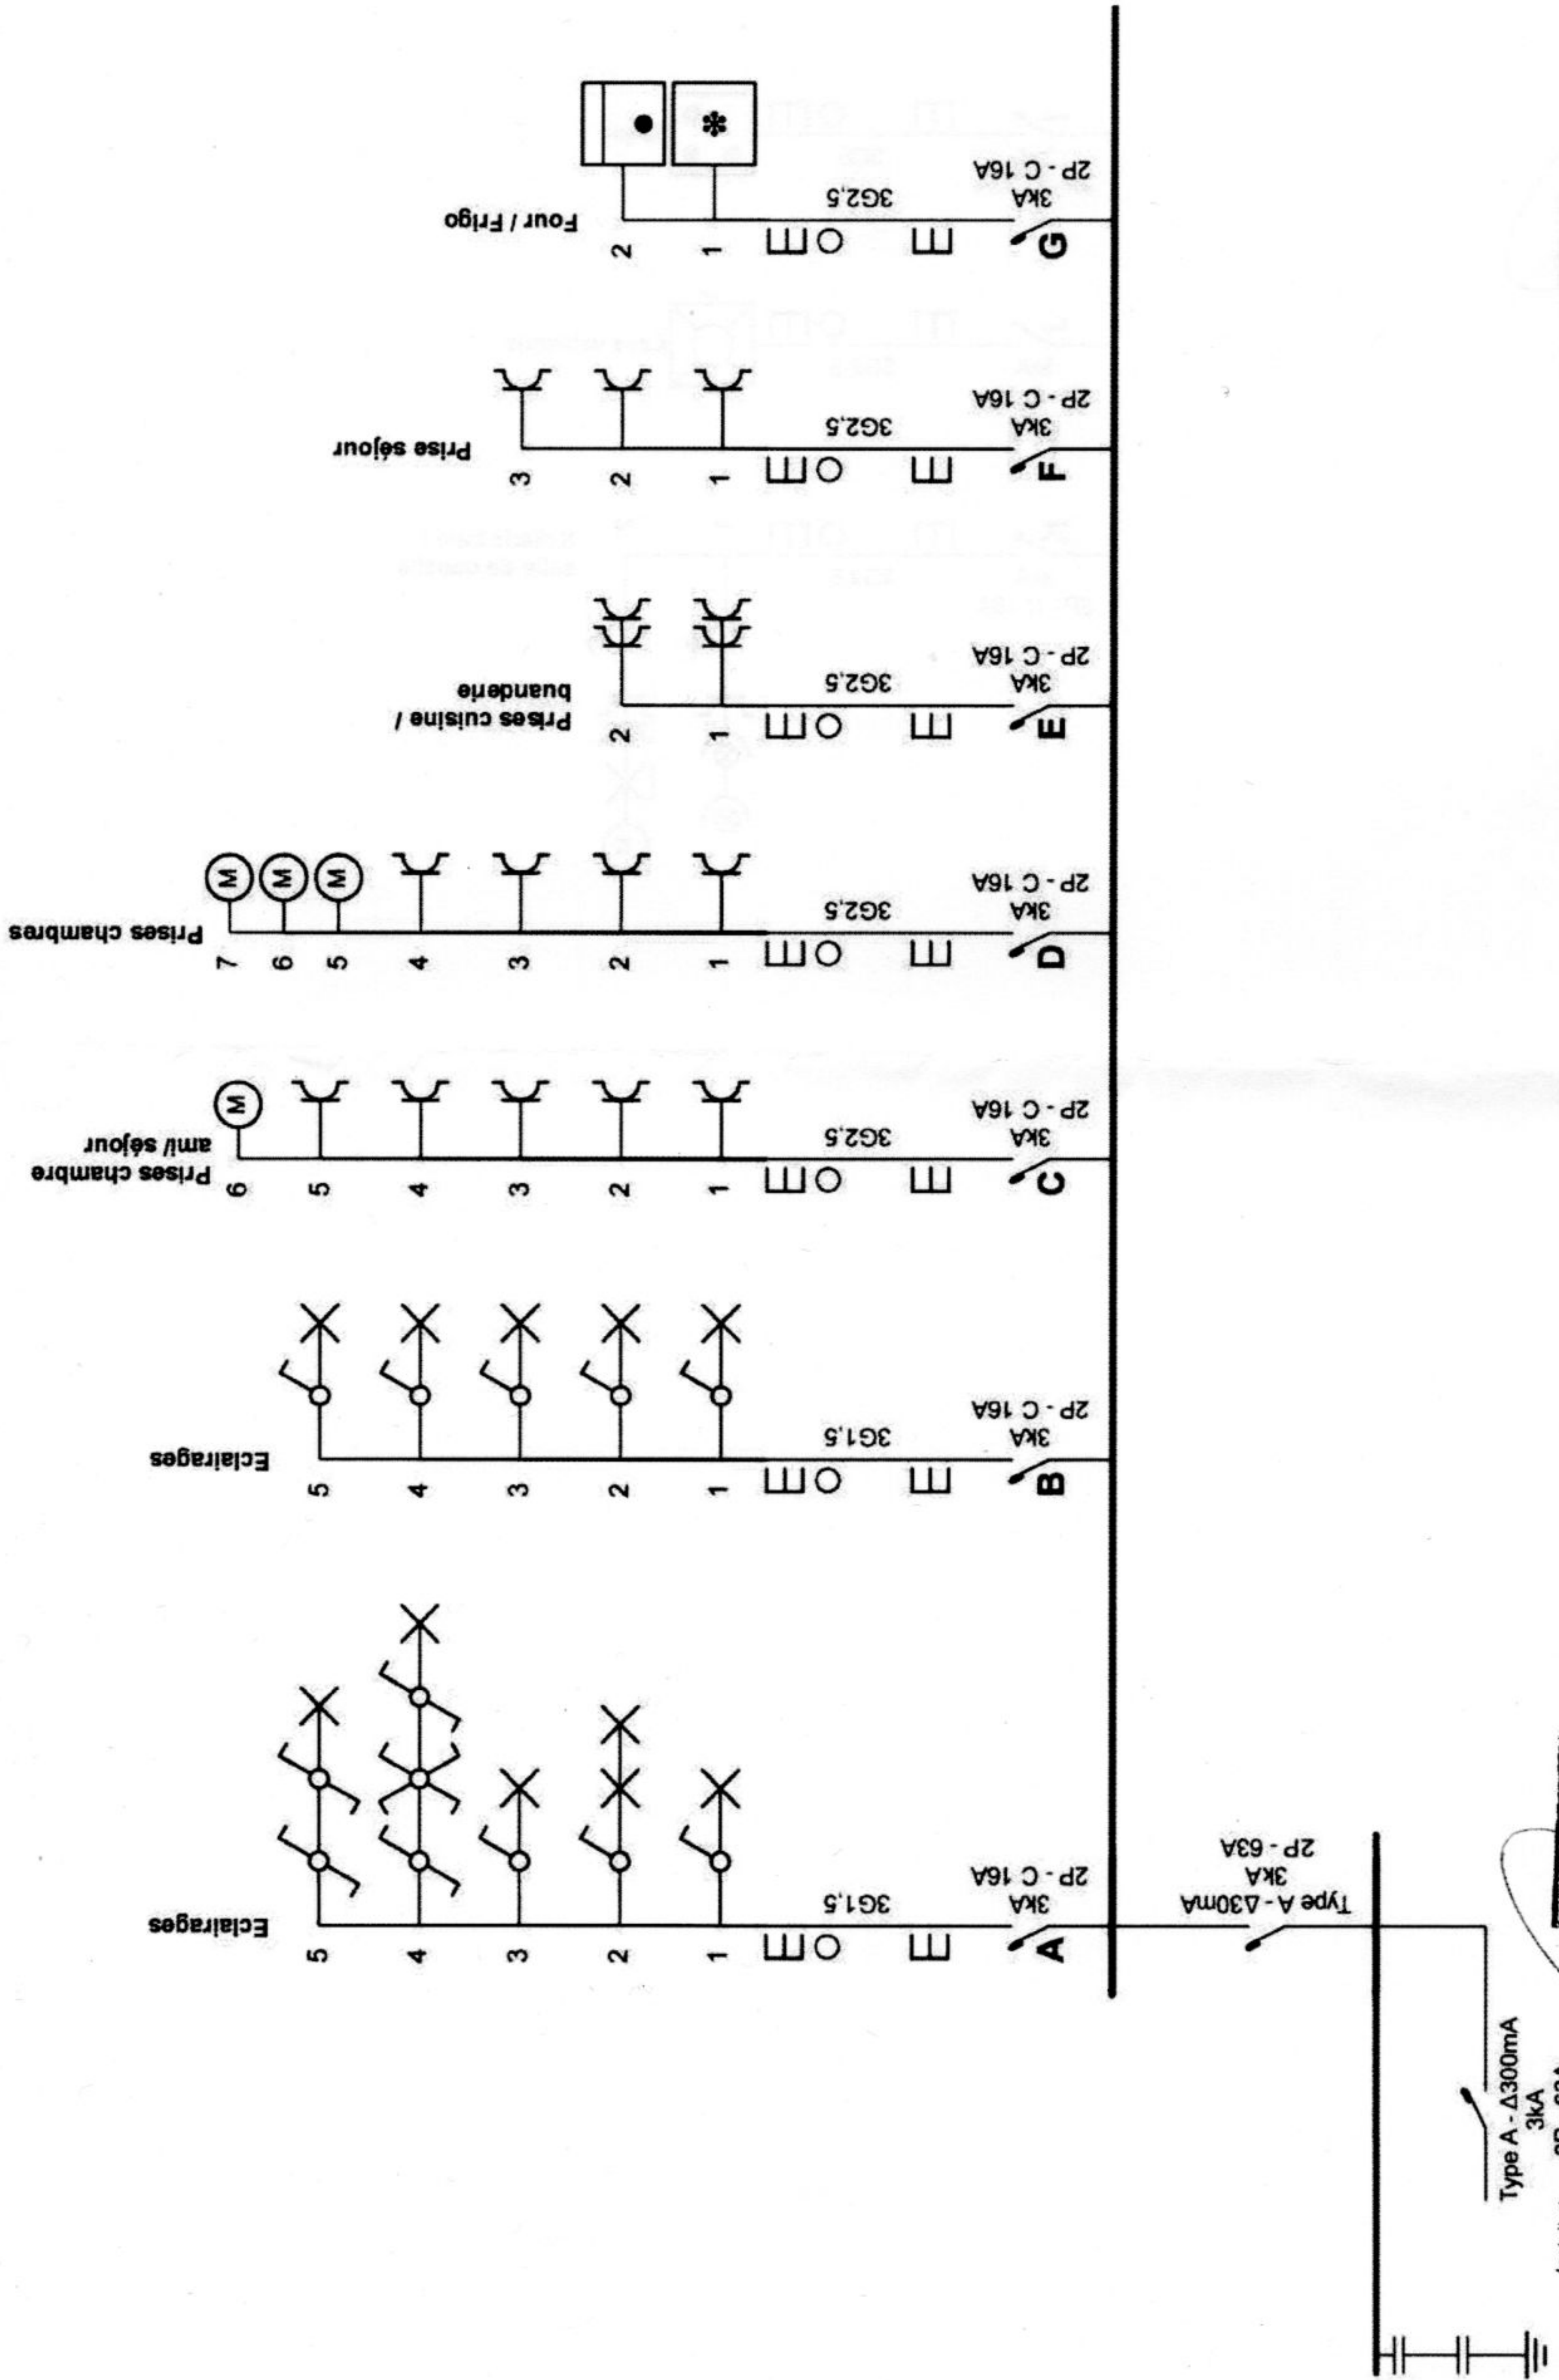 Four / Frigo
2
1
3G2,5
3kA
2P - C 16A
G
Prise séjour
3
2
1
3G2,5
3kA
2P - C 16A
F
Prises cuisine /
buanderie
2
1
3G2,5
3kA
2P - C 16A
E
Prises chambres
M
M
M
7
6
5
4
3
2
1
3G2,5
3kA
2P - C 16A
D
Prises chambre
ami/ séjour
M
6
5
4
3
2
1
3G2,5
3kA
2P - C 16A
C
Eclairages
5
4
3
2
1
3G1,5
3kA
2P - C 16A
B
Eclairages
5
4
3
2
1
3G1,5
3kA
2P - C 16A
A
Type A - Δ30mA
3kA
2P - 63A
Type A - Δ300mA
3kA